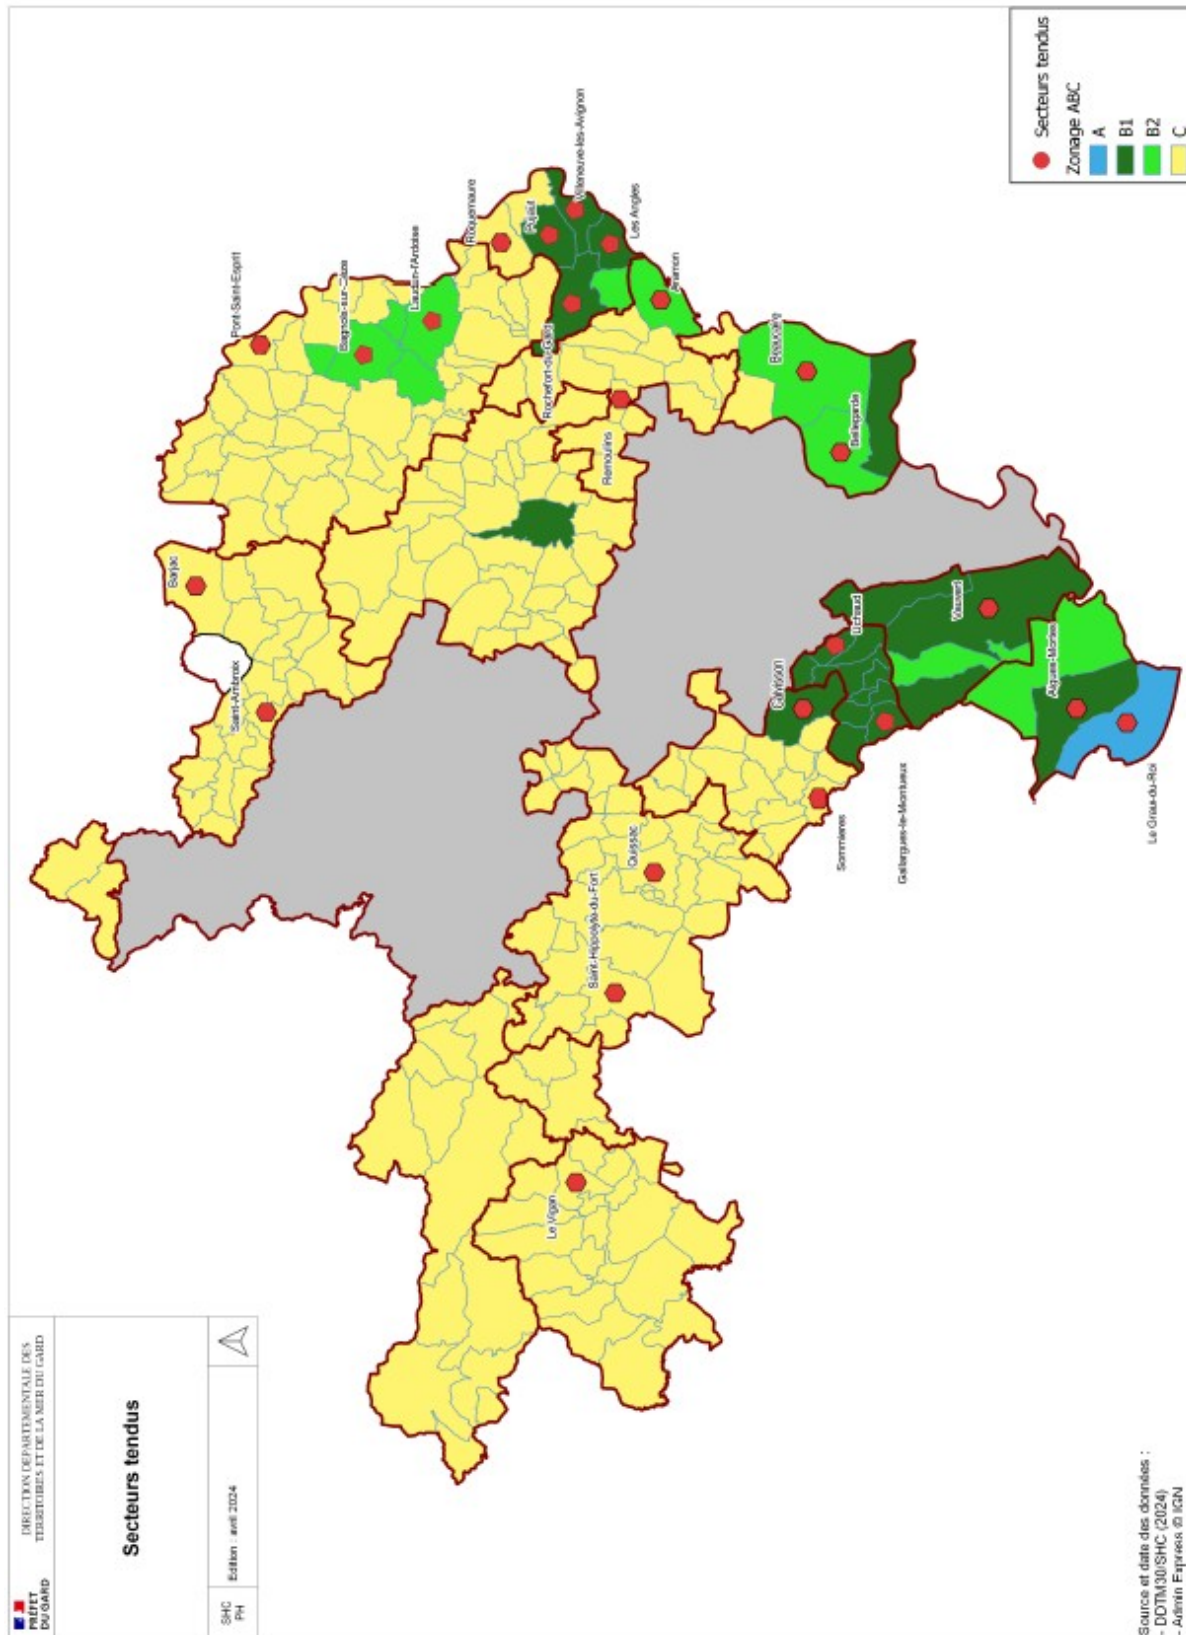 PRÉFET
DU GARD
DIRECTION DEPARTEMENTALE DES
TERRITOIRES ET DE LA MER DU GARD
Secteurs tendus
SHC
PH
Edition : avril 2024
Source et date des données :
- DDTM30/SHC (2024)
- Admin Express © IGN
Secteurs tendus
Zonage ABC
A
B1
B2
C
Pont-Saint-Esprit
Bagnols-sur-Cèze
Laudun-l'Ardoise
Roquemaure
Pujaut
Villeneuve-les-Avignon
Les Angles
Rochefort-du-Gard
Aramon
Remoulins
Beaucaire
Bellegarde
Barjac
Saint-Ambroix
Calvisson
Uchaud
Vauvert
Aigues-Mortes
Le Grau-du-Roi
Gallargues-le-Montueux
Sommières
Quissac
Saint-Hippolyte-du-Fort
Le Vigan